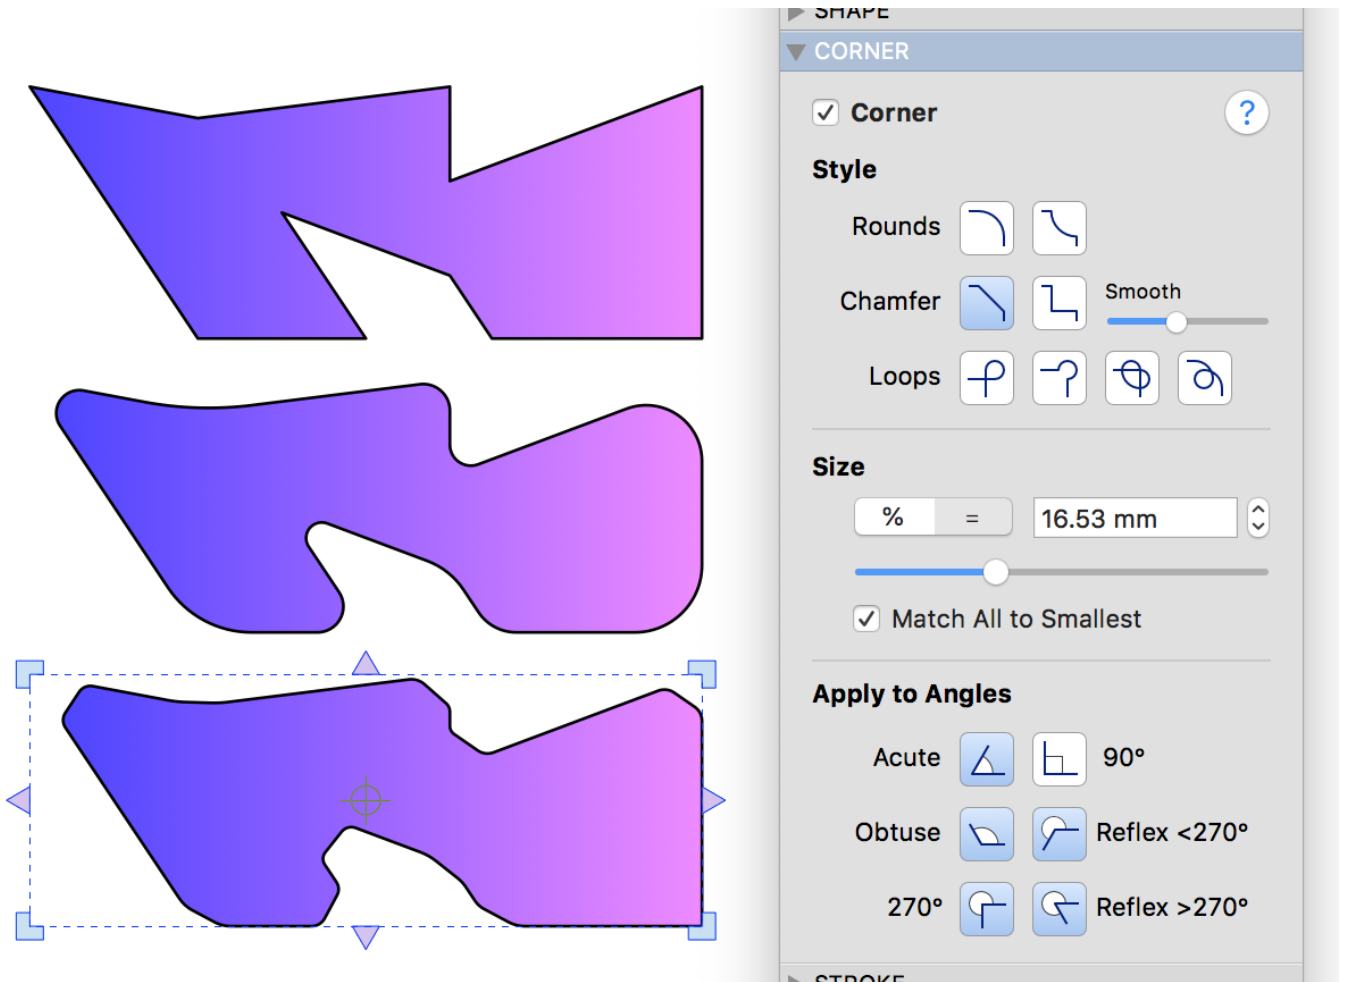 SHAPE
CORNER
Corner
?
Style
Rounds
Chamfer
Smooth
Loops
Size
% = 16.53 mm
Match All to Smallest
Apply to Angles
Acute 90°
Obtuse Reflex <270°
270° Reflex >270°
STROKE